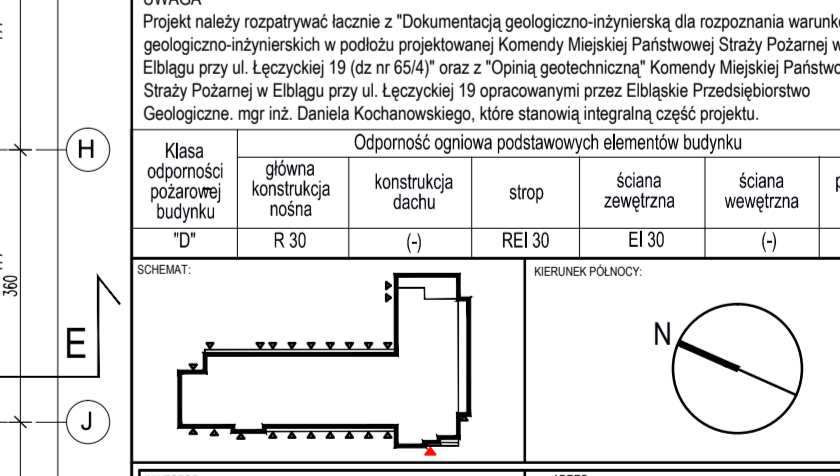 UWAGA
Projekt należy rozpatrywać łacznie z "Dokumentacją geologiczno-inżynierską dla rozpoznania
geologiczno-inżynierskich w podłożu projektowanej Komendy Miejskiej Państwowej Straży Pożarnej w
Elblągu przy ul. Łęczyckiej 19 (dz nr 65/4)" oraz z "Opinią geotechniczną" Komendy Miejskiej
Straży Pożarnej w Elblągu przy ul. Łęczyckiej 19 opracowanymi przez Elbląskie Przedsiębiorstwo
Geologiczne. mgr inż. Daniela Kochanowskiego, które stanowią integralną część projektu.
Klasa
odporności
pożarowej
budynku
Odporność ogniowa podstawowych elementów budynku
główna
konstrukcja
nośna
konstrukcja
dachu
strop
ściana
zewętrzna
ściana
wewętrzna
"D"
R 30
(-)
REI 30
EI 30
(-)
SCHEMAT:
KIERUNEK PÓŁNOCY:
N
H
360
E
J